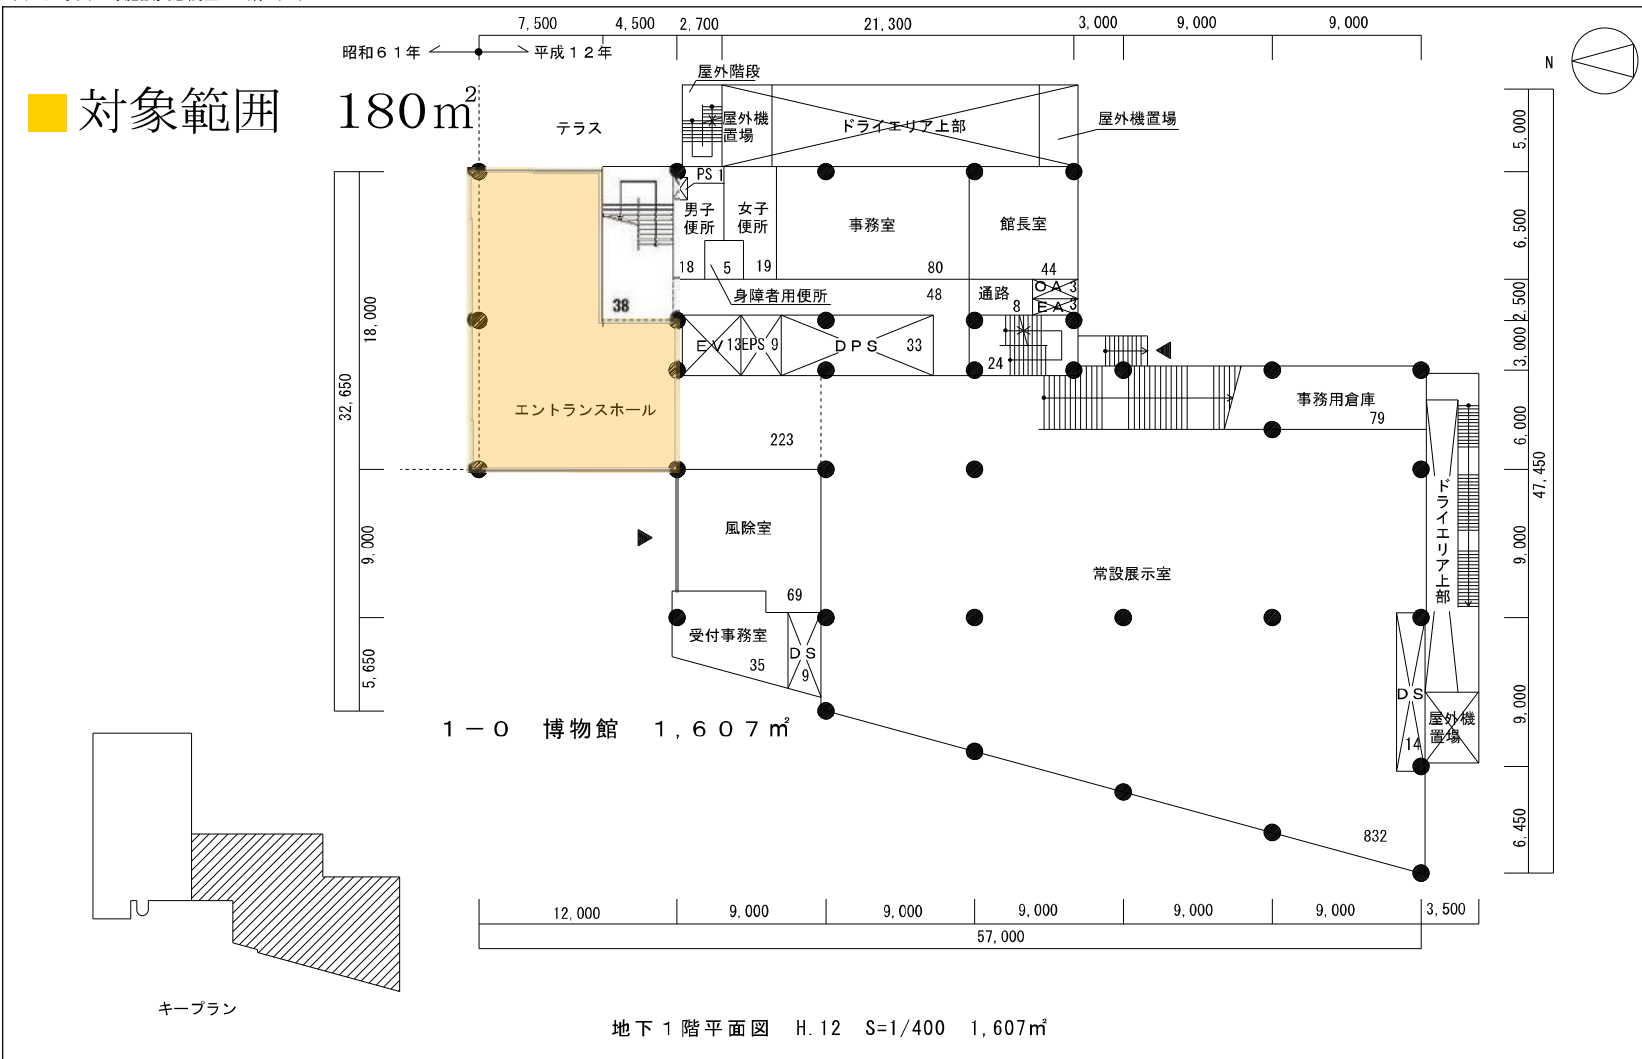 7,500 4,500 2,700 21,300 3,000 9,000 9,000
昭和61年 平成12年
N
■対象範囲 180㎡
屋外階段
テラス
屋外機
置場
ドライエリア上部
屋外機置場
PS 1
男子
便所
女子
便所
事務室
館長室
18 5 19 80 44
38
身障者用便所
48
通路
8
OA 3
EA 3
EV 13 EPS 9 DPS 33
24
エントランスホール
事務用倉庫
79
223
風除室
常設展示室
69
受付事務室
35
DS
9
ドライエリア上部
DS
14
屋外機
置場
832
1-0 博物館 1,607㎡
32,650
18,000
9,000
5,650
5,000
6,500
2,500
3,000
6,000
9,000
9,000
6,450
47,450
12,000 9,000 9,000 9,000 9,000 9,000 3,500
57,000
キープラン
地下1階平面図 H.12 S=1/400 1,607㎡